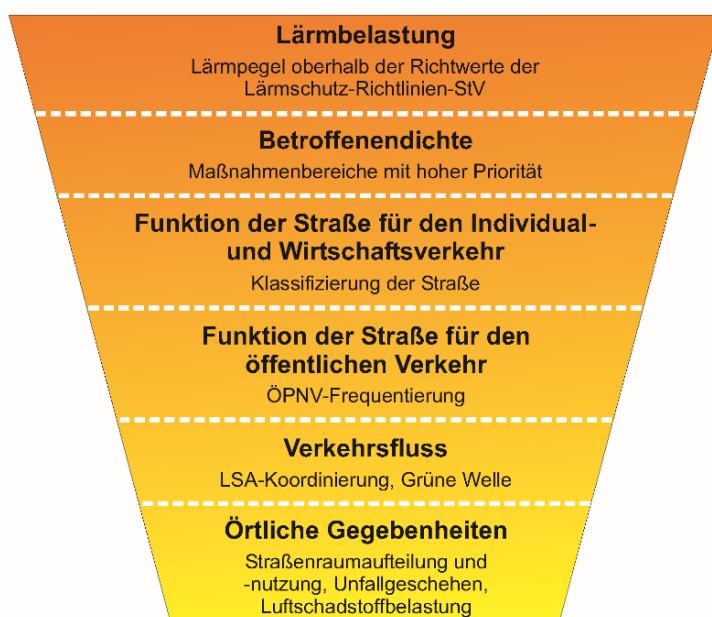 Lärmbelastung
Lärmpegel oberhalb der Richtwerte der
Lärmschutz-Richtlinien-StV
Betroffenendichte
Maßnahmenbereiche mit hoher Priorität
Funktion der Straße für den Individual-
und Wirtschaftsverkehr
Klassifizierung der Straße
Funktion der Straße für den
öffentlichen Verkehr
ÖPNV-Frequentierung
Verkehrsfluss
LSA-Koordinierung, Grüne Welle
Örtliche Gegebenheiten
Straßenraumaufteilung und
-nutzung, Unfallgeschehen,
Luftschadstoffbelastung